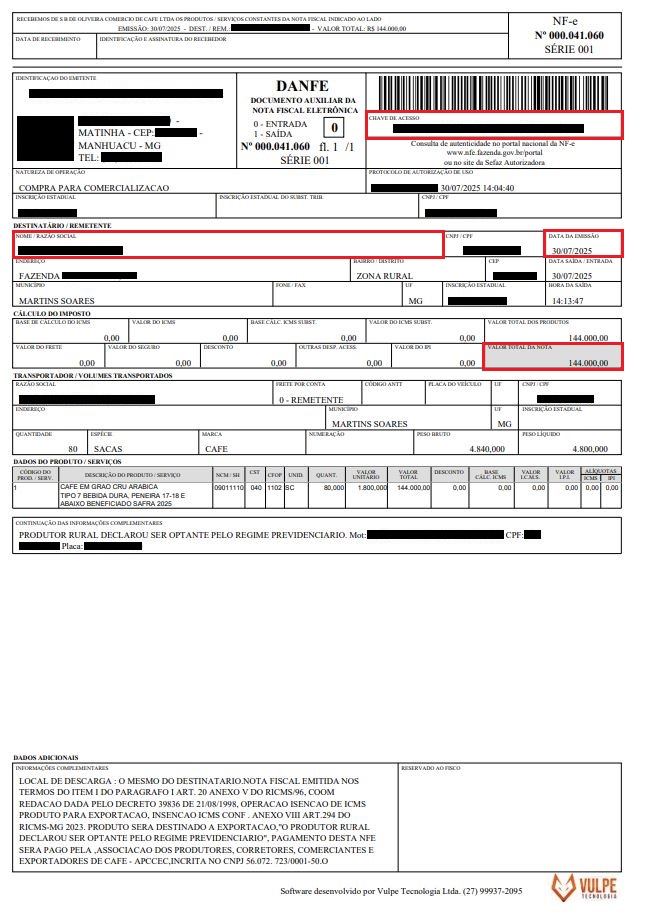 RECEBEMOS DE S B DE OLIVEIRA COMERCIO DE CAFE LTDA OS PRODUTOS / SERVIÇOS CONSTANTES DA NOTA FISCAL INDICADO AO LADO
EMISSÃO: 30/07/2025 - DEST. / REM.: - VALOR TOTAL: R$ 144.000,00
DATA DE RECEBIMENTO IDENTIFICAÇÃO E ASSINATURA DO RECEBEDOR
NF-e
Nº 000.041.060
SÉRIE 001
IDENTIFICAÇAO DO EMITENTE
-
MATINHA - CEP: -
MANHUACU - MG
TEL:
DANFE
DOCUMENTO AUXILIAR DA
NOTA FISCAL ELETRÔNICA
0 - ENTRADA
1 - SAÍDA
0
Nº 000.041.060 fl. 1 /1
SÉRIE 001
CHAVE DE ACESSO
Consulta de autenticidade no portal nacional da NF-e
www.nfe.fazenda.gov.br/portal
ou no site da Sefaz Autorizadora
NATUREZA DE OPERAÇÃO PROTOCOLO DE AUTORIZAÇÃO DE USO
COMPRA PARA COMERCIALIZACAO 30/07/2025 14:04:40
INSCRIÇÃO ESTADUAL INSCRIÇÃO ESTADUAL DO SUBST. TRIB. CNPJ / CPF
DESTINATÁRIO / REMETENTE
NOME / RAZÃO SOCIAL CNPJ / CPF DATA DA EMISSÃO
30/07/2025
ENDEREÇO BAIRRO / DISTRITO CEP DATA SAÍDA / ENTRADA
FAZENDA ZONA RURAL 30/07/2025
MUNICÍPIO FONE / FAX UF INSCRIÇÃO ESTADUAL HORA DA SAÍDA
MARTINS SOARES MG 14:13:47
CÁLCULO DO IMPOSTO
BASE DE CÁLCULO DO ICMS VALOR DO ICMS BASE CÁLC. ICMS SUBST. VALOR DO ICMS SUBST. VALOR TOTAL DOS PRODUTOS
0,00 0,00 0,00 0,00 144.000,00
VALOR DO FRETE VALOR DO SEGURO DESCONTO OUTRAS DESP. ACESS. VALOR DO IPI VALOR TOTAL DA NOTA
0,00 0,00 0,00 0,00 0,00 144.000,00
TRANSPORTADOR / VOLUMES TRANSPORTADOS
RAZÃO SOCIAL FRETE POR CONTA CÓDIGO ANTT PLACA DO VEÍCULO UF CNPJ / CPF
0 - REMETENTE
ENDEREÇO MUNICÍPIO UF INSCRIÇÃO ESTADUAL
MARTINS SOARES MG
QUANTIDADE ESPÉCIE MARCA NUMERAÇÃO PESO BRUTO PESO LÍQUIDO
80 SACAS CAFE 4.840,000 4.800,000
DADOS DO PRODUTO / SERVIÇOS
CÓDIGO DO PROD. / SERV. DESCRIÇÃO DO PRODUTO / SERVIÇO NCM / SH CST CFOP UNID. QUANT. VALOR UNITÁRIO VALOR TOTAL DESCONTO BASE CÁLC. ICMS VALOR I.C.M.S. VALOR I.P.I. ALÍQUOTAS ICMS IPI
1 CAFE EM GRAO CRU ARABICA 09011110 040 1102 SC 80,000 1.800,000 144.000,00 0,00 0,00 0,00 0,00 0,00 0,00
TIPO 7 BEBIDA DURA, PENEIRA 17-18 E
ABAIXO BENEFICIADO SAFRA 2025
CONTINUAÇÃO DAS INFORMAÇÕES COMPLEMENTARES
PRODUTOR RURAL DECLAROU SER OPTANTE PELO REGIME PREVIDENCIARIO. Mot: CPF:
Placa:
DADOS ADICIONAIS
INFORMAÇÕES COMPLEMENTARES RESERVADO AO FISCO
LOCAL DE DESCARGA : O MESMO DO DESTINATARIO.NOTA FISCAL EMITIDA NOS
TERMOS DO ITEM I DO PARAGRAFO I ART. 20 ANEXO V DO RICMS/96, COOM
REDACAO DADA PELO DECRETO 39836 DE 21/08/1998, OPERACAO ISENCAO DE ICMS
PRODUTO PARA EXPORTACAO, INSENCAO ICMS CONF . ANEXO VIII ART.294 DO
RICMS-MG 2023. PRODUTO SERA DESTINADO A EXPORTACAO,"O PRODUTOR RURAL
DECLAROU SER OPTANTE PELO REGIME PREVIDENCIARIO", PAGAMENTO DESTA NFE
SERA PAGO PELA ,ASSOCIACAO DOS PRODUTORES, CORRETORES, COMERCIANTES E
EXPORTADORES DE CAFE - APCCEC,INCRITA NO CNPJ 56.072. 723/0001-50.O
Software desenvolvido por Vulpe Tecnologia Ltda. (27) 99937-2095
VULPE
TECNOLOGIA